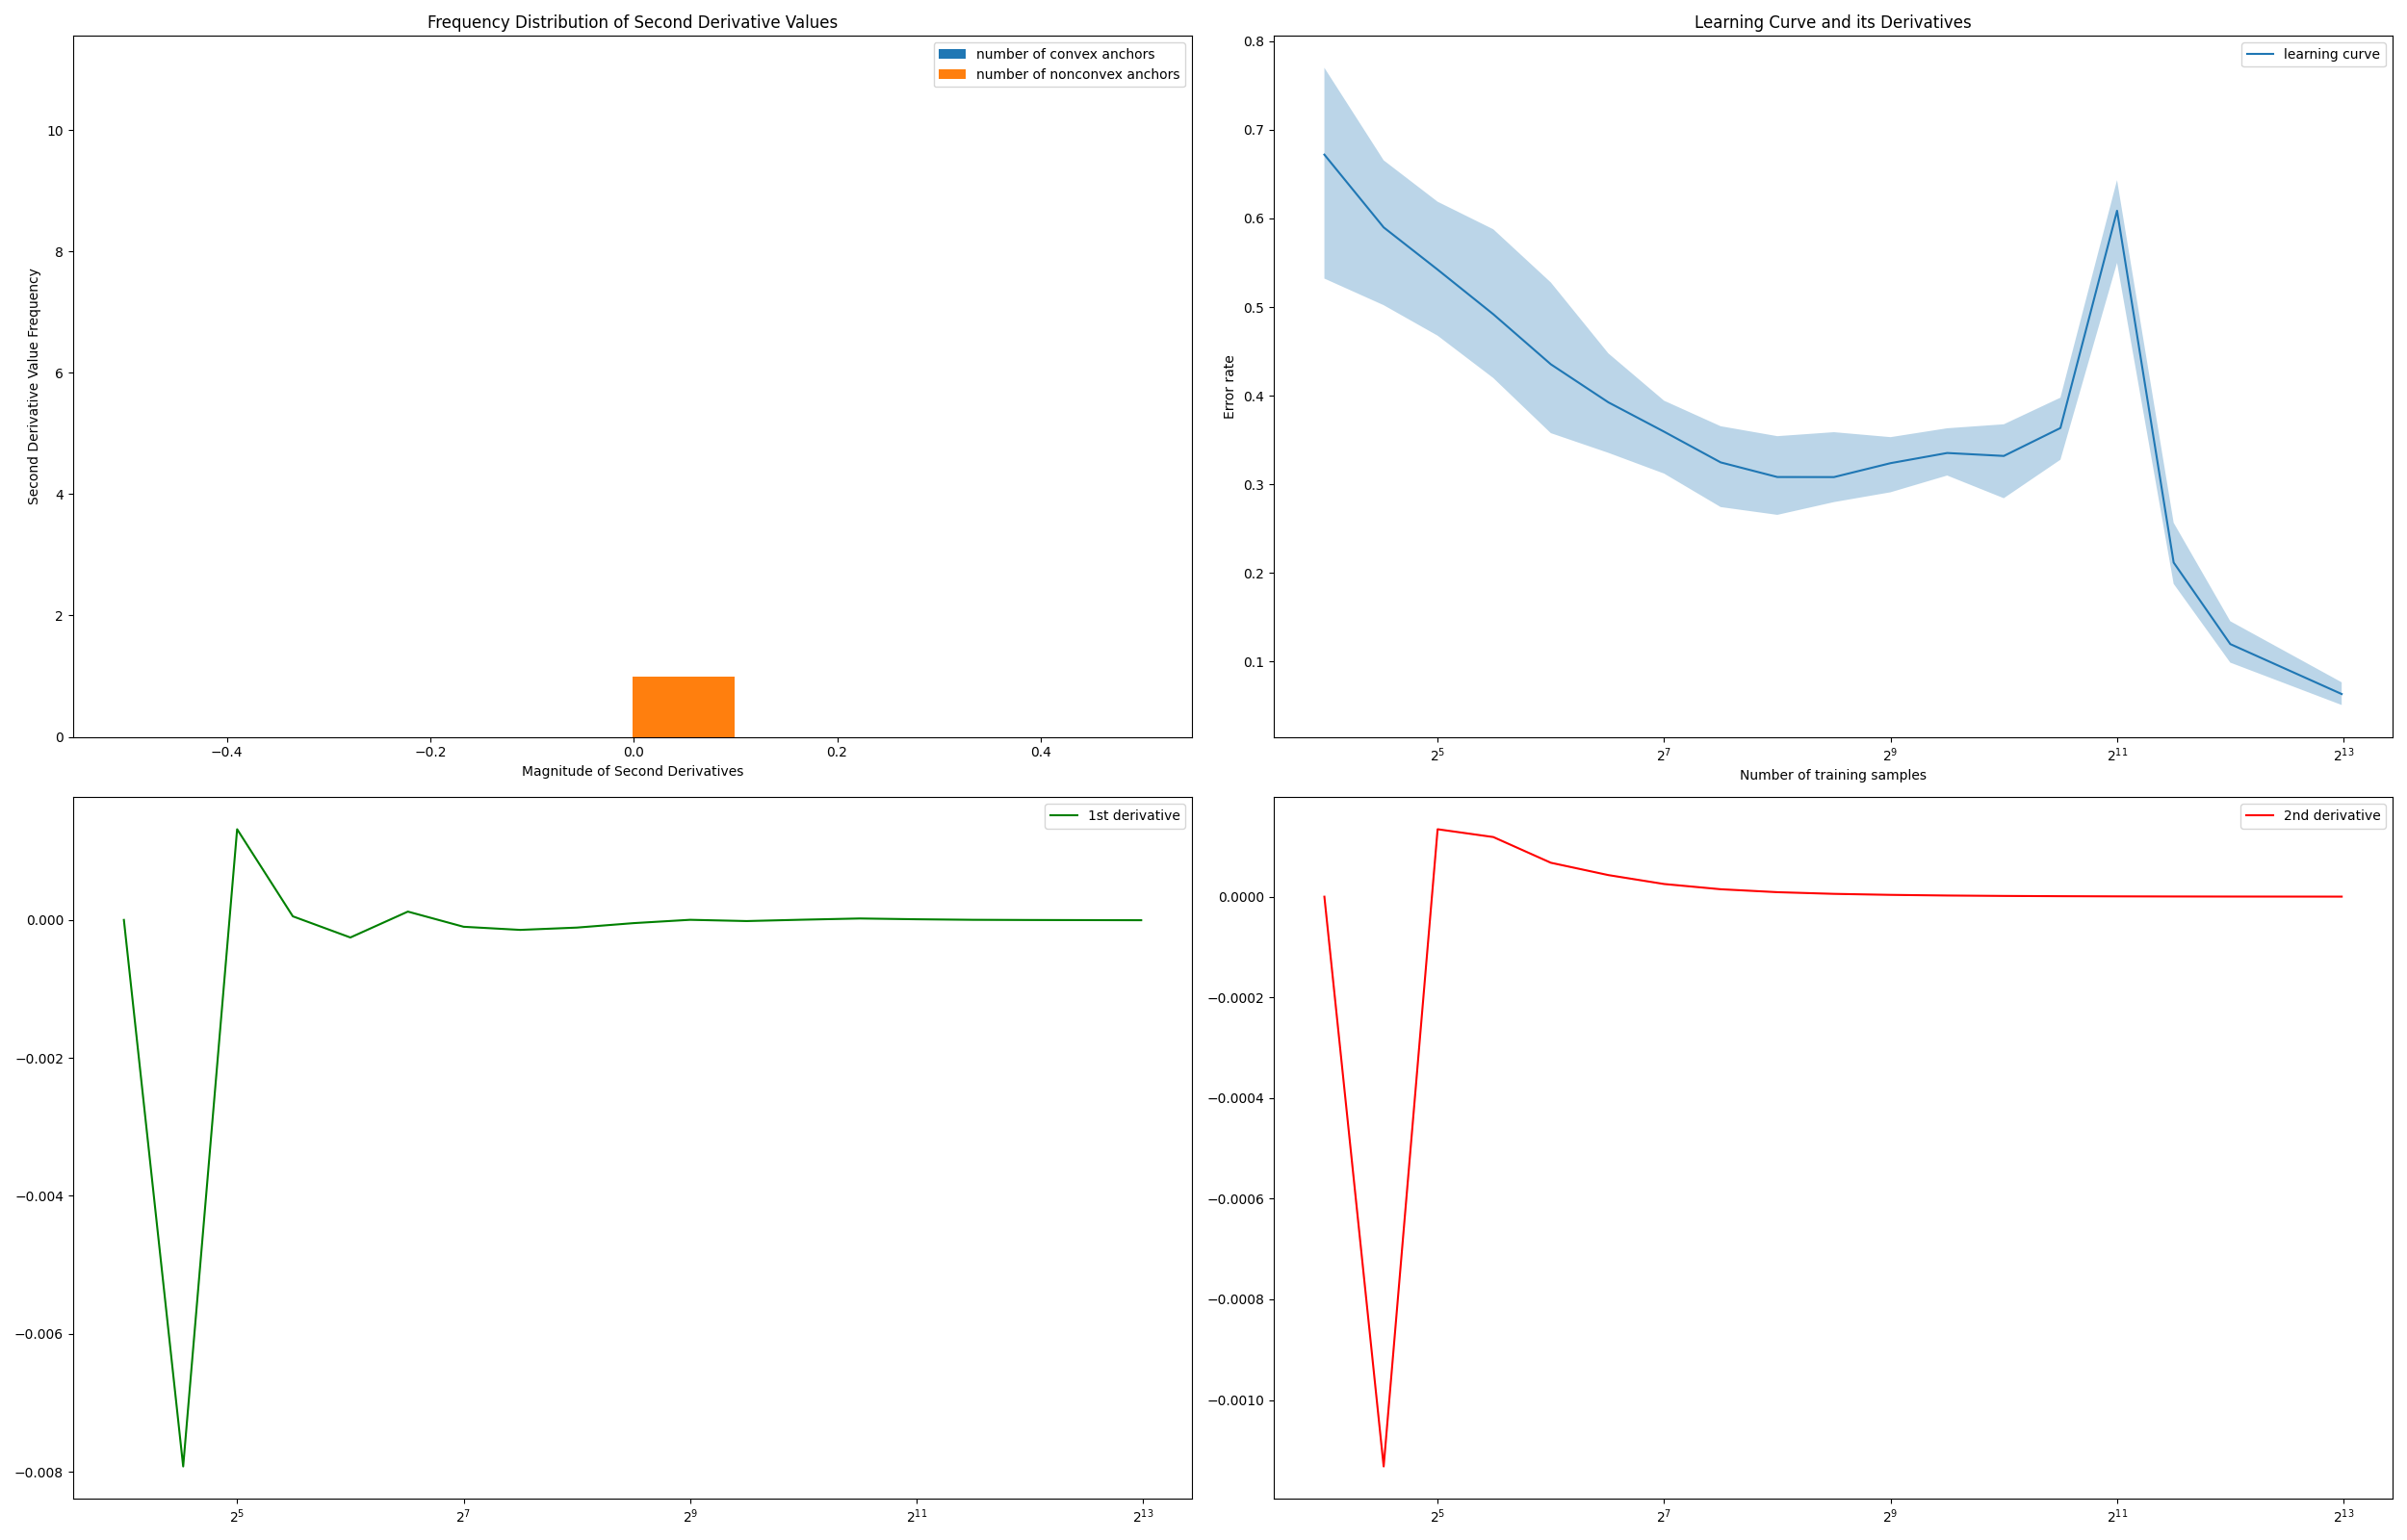 Frequency Distribution of Second Derivative Values
number of convex anchors
number of nonconvex anchors
10
8
6
4
2
0
Second Derivative Value Frequency
−0.4 −0.2 0.0 0.2 0.4
Magnitude of Second Derivatives
Learning Curve and its Derivatives
learning curve
0.8
0.7
0.6
0.5
0.4
0.3
0.2
0.1
Error rate
2^5 2^7 2^9 2^11 2^13
Number of training samples
1st derivative
0.000
−0.002
−0.004
−0.006
−0.008
2^5 2^7 2^9 2^11 2^13
2nd derivative
0.0000
−0.0002
−0.0004
−0.0006
−0.0008
−0.0010
2^5 2^7 2^9 2^11 2^13